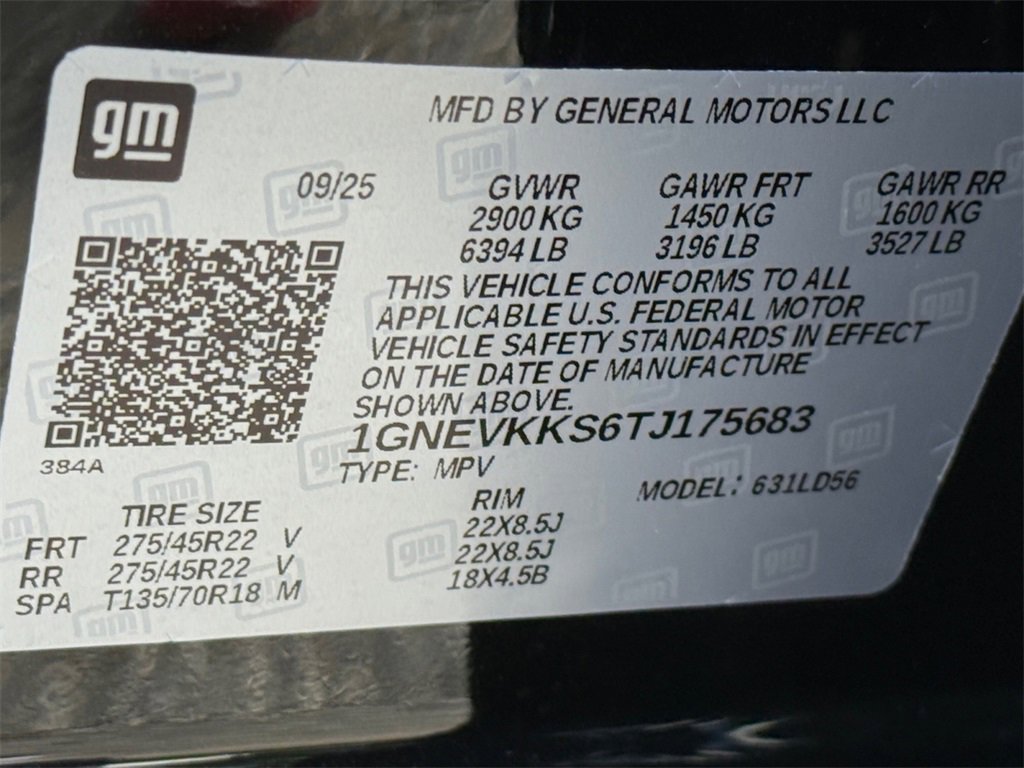 gm
MFD BY GENERAL MOTORS LLC
09/25 GVWR GAWR FRT GAWR RR
2900 KG 1450 KG 1600 KG
6394 LB 3196 LB 3527 LB
THIS VEHICLE CONFORMS TO ALL
APPLICABLE U.S. FEDERAL MOTOR
VEHICLE SAFETY STANDARDS IN EFFECT
ON THE DATE OF MANUFACTURE
SHOWN ABOVE.
1GNEVKKS6TJ175683
384A
TYPE: MPV MODEL: 631LD56
TIRE SIZE RIM
FRT 275/45R22 V 22X8.5J
RR 275/45R22 V 22X8.5J
SPA T135/70R18 M 18X4.5B